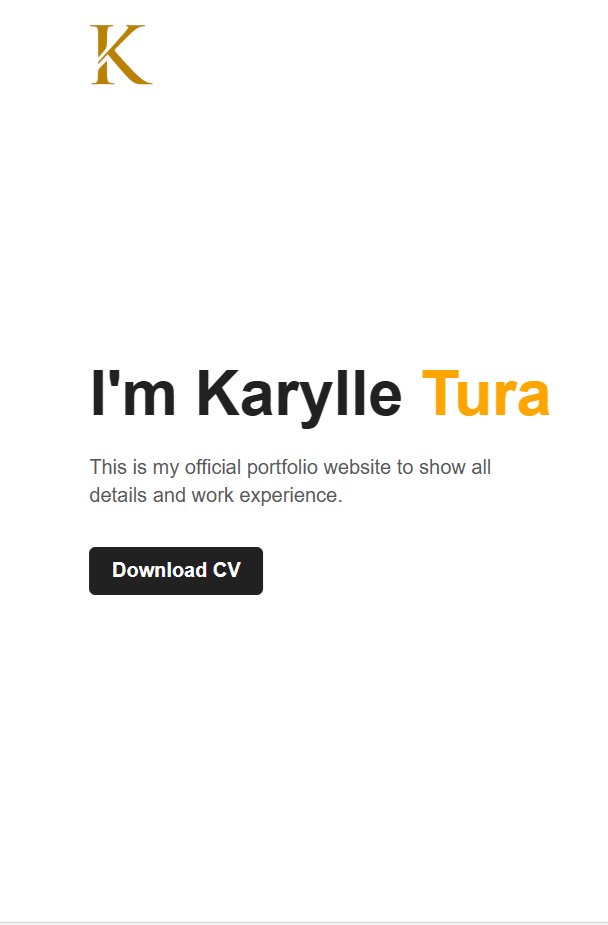 K
I'm Karylle Tura
This is my official portfolio website to show all
details and work experience.
Download CV